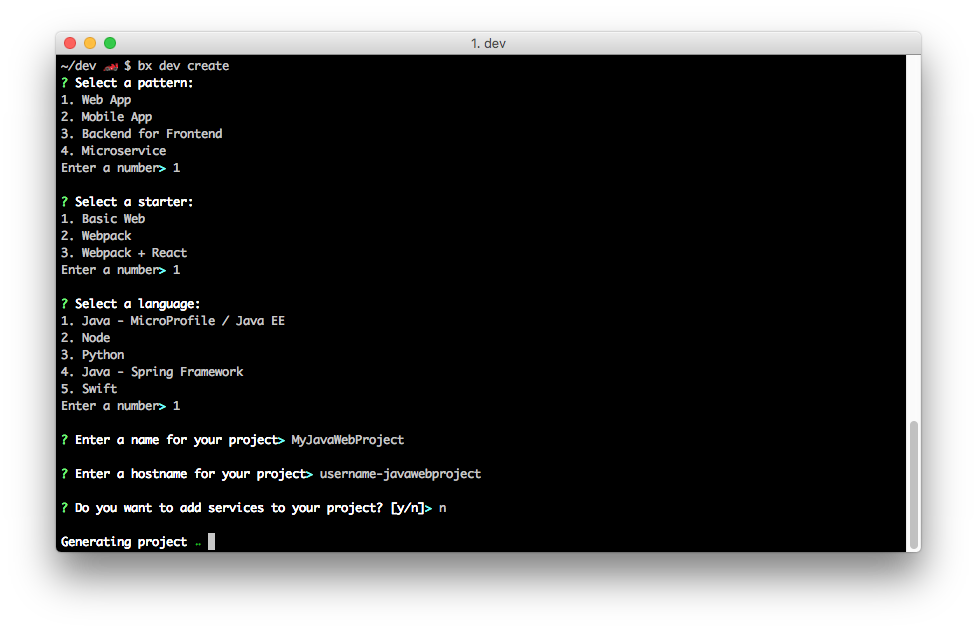 1. dev
~/dev 🏎 $ bx dev create
? Select a pattern:
1. Web App
2. Mobile App
3. Backend for Frontend
4. Microservice
Enter a number> 1
? Select a starter:
1. Basic Web
2. Webpack
3. Webpack + React
Enter a number> 1
? Select a language:
1. Java - MicroProfile / Java EE
2. Node
3. Python
4. Java - Spring Framework
5. Swift
Enter a number> 1
? Enter a name for your project> MyJavaWebProject
? Enter a hostname for your project> username-javawebproject
? Do you want to add services to your project? [y/n]> n
Generating project ..